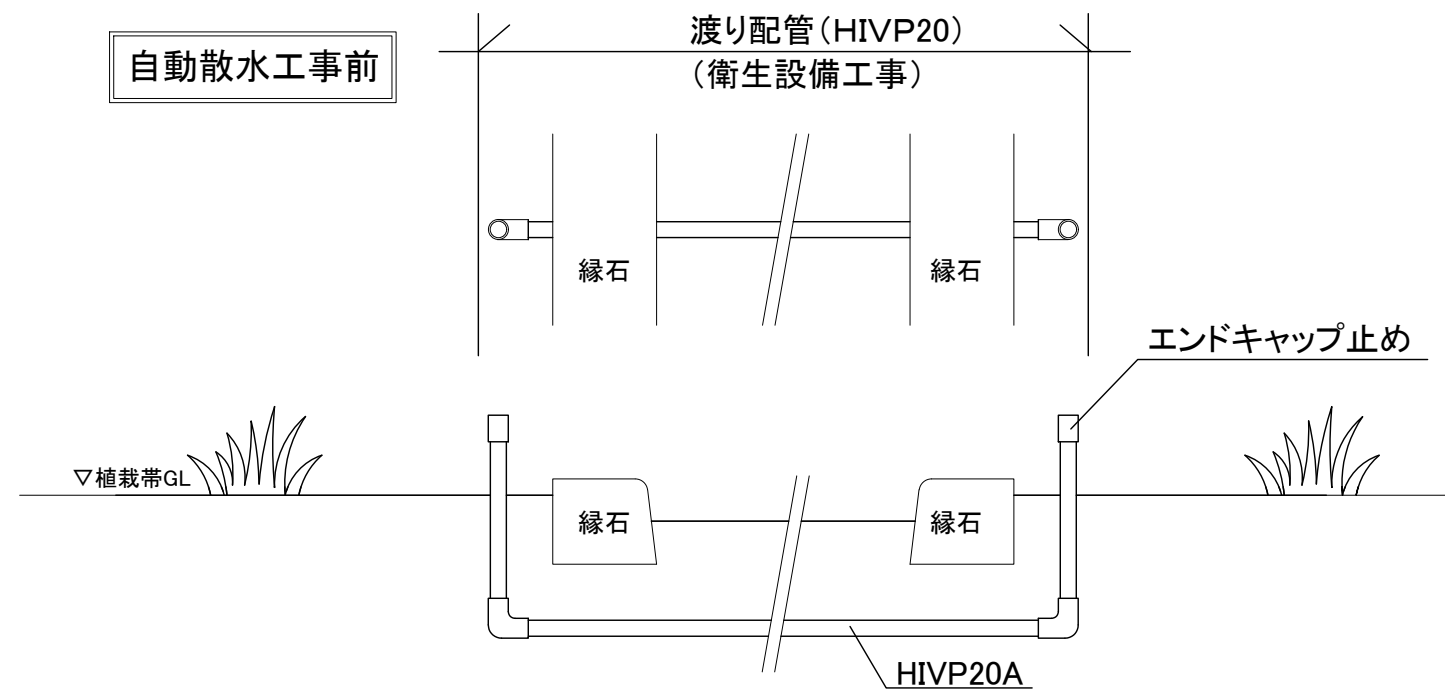 自動散水工事前
渡り配管(HIVP20)
(衛生設備工事)
縁石
縁石
エンドキャップ止め
▽植栽帯GL
縁石
縁石
HIVP20A